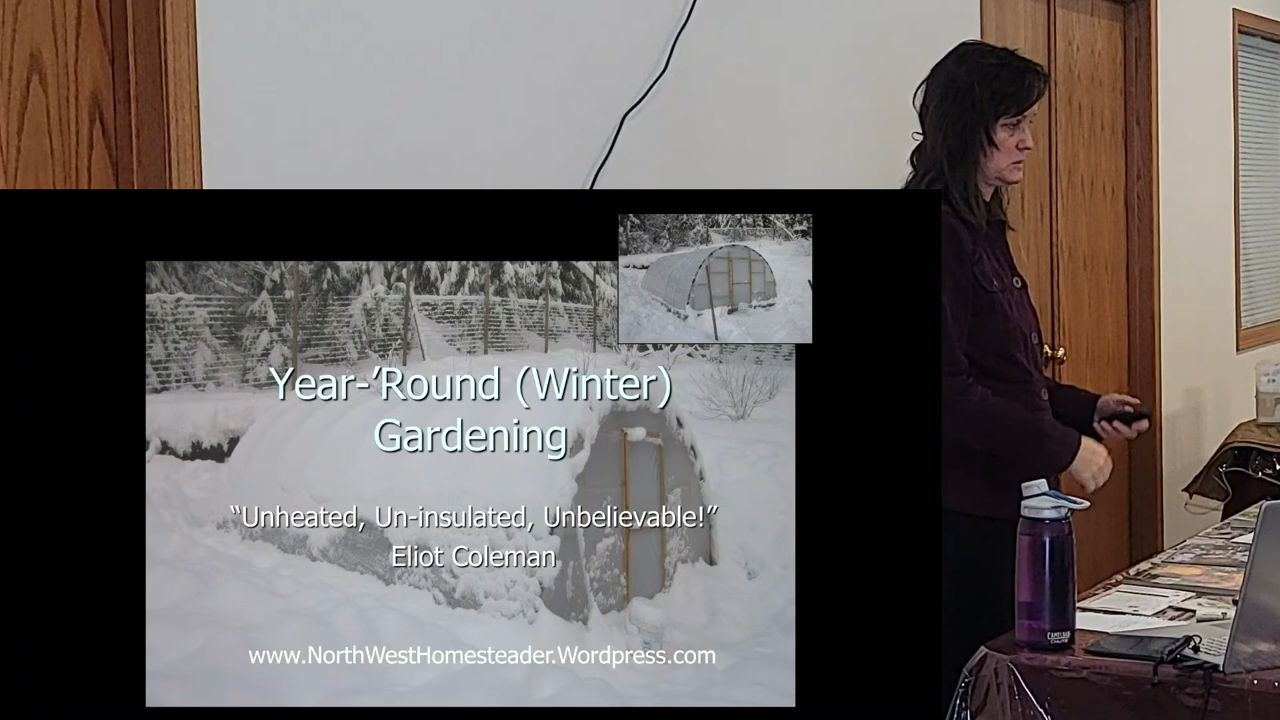 Year-’Round (Winter)
Gardening
“Unheated, Un-insulated, Unbelievable!”
Eliot Coleman
www.NorthWestHomesteader.Wordpress.com
CAMELBAK